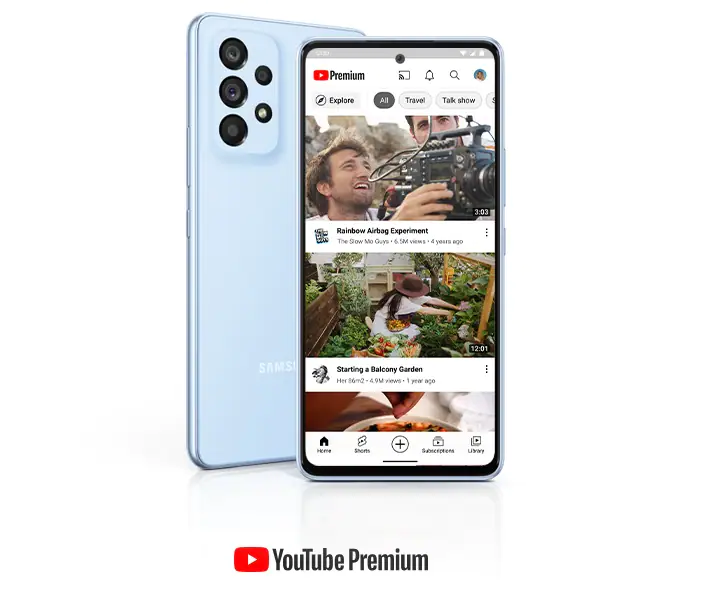 Premium
Explore
All
Travel
Talk show
3:03
Rainbow Airbag Experiment
The Slow Mo Guys • 6.5M views • 4 years ago
12:01
Starting a Balcony Garden
Her 86m2 • 4.9M views • 1 year ago
SAMS
Home
Shorts
Subscriptions
Library
YouTube Premium